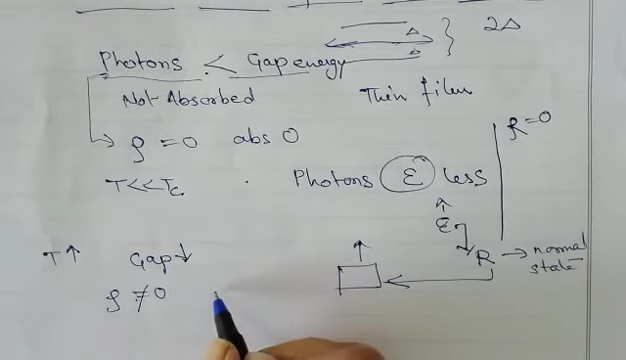 2Δ
Δ
Photons < Gap energy
Δ
Not Absorbed
Thin film
ρ = 0 abs 0
R=0
T<<Tc
Photons ε less
ε
R → normal state
T↑ Gap↓
ρ ≠ 0